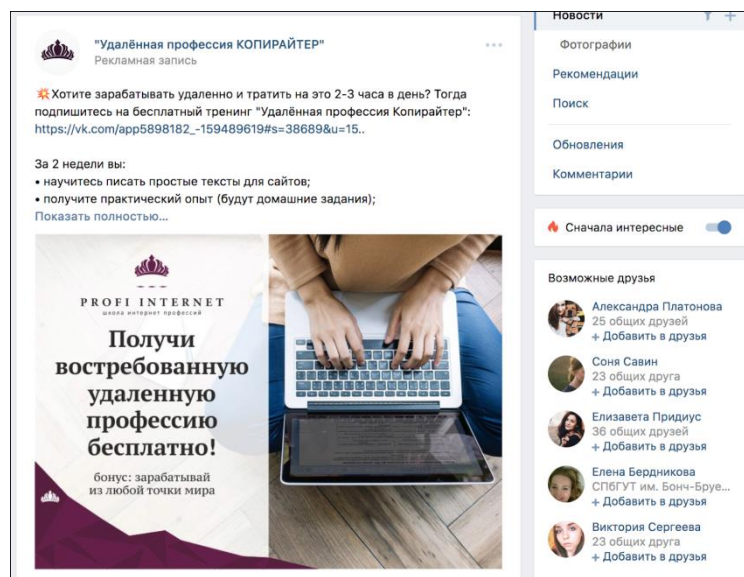 "Удалённая профессия КОПИРАЙТЕР"
Рекламная запись
Хотите зарабатывать удаленно и тратить на это 2-3 часа в день? Тогда
подпишитесь на бесплатный тренинг "Удалённая профессия Копирайтер":
https://vk.com/app5898182_-159489619#s=38689&u=15..
За 2 недели вы:
• научитесь писать простые тексты для сайтов;
• получите практический опыт (будут домашние задания);
Показать полностью...
PROFI INTERNET
школа интернет профессий
Получи
востребованную
удаленную
профессию
бесплатно!
бонус: зарабатывай
из любой точки мира
Новости
Фотографии
Рекомендации
Поиск
Обновления
Комментарии
Сначала интересные
Возможные друзья
Александра Платонова
25 общих друзей
+ Добавить в друзья
Соня Савин
23 общих друга
+ Добавить в друзья
Елизавета Придиус
36 общих друзей
+ Добавить в друзья
Елена Бердникова
СПбГУТ им. Бонч-Бруе...
+ Добавить в друзья
Виктория Сергеева
23 общих друга
+ Добавить в друзья